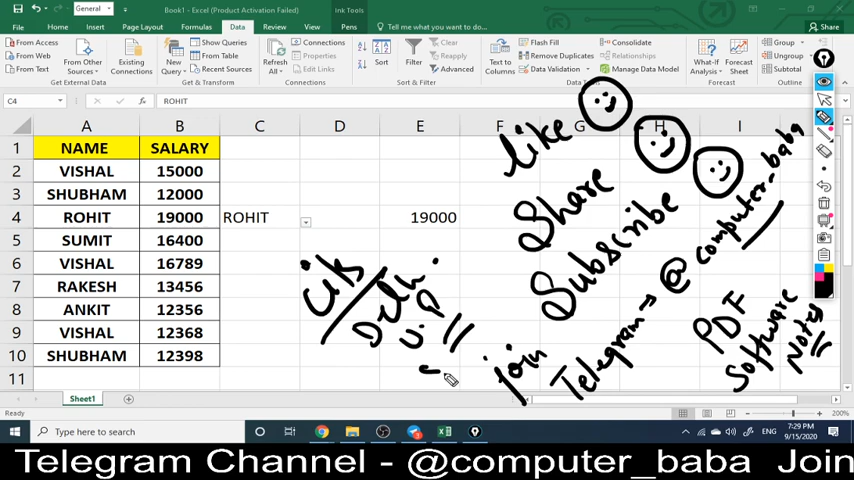 General
Book1 - Excel (Product Activation Failed)
Ink Tools
File Home Insert Page Layout Formulas Data Review View Pens Tell me what you want to do... Share
From Access
From Web
From Text
From Other Sources
New Query
Show Queries
From Table
Recent Sources
Refresh All
Connections
Properties
Edit Links
Sort
Filter
Clear
Reapply
Advanced
Text to Columns
Flash Fill
Remove Duplicates
Data Validation
Consolidate
Relationships
Manage Data Model
What-If Analysis
Forecast Sheet
Group
Ungroup
Subtotal
Get External Data
Get & Transform
Connections
Sort & Filter
Data Tools
Forecast
Outline
C4 fx ROHIT
A B C D E F G H I
1 NAME SALARY
2 VISHAL 15000
3 SHUBHAM 12000
4 ROHIT 19000 ROHIT 19000
5 SUMIT 16400
6 VISHAL 16789
7 RAKESH 13456
8 ANKIT 12356
9 VISHAL 12368
10 SHUBHAM 12398
11
like
Share
Subscribe
join Telegram → @computer_baba
PDF
Software
Notes
Delhi
U.P
Sheet1
Ready
200%
Type here to search
ENG
7:29 PM
9/15/2020
Telegram Channel - @computer_baba Join